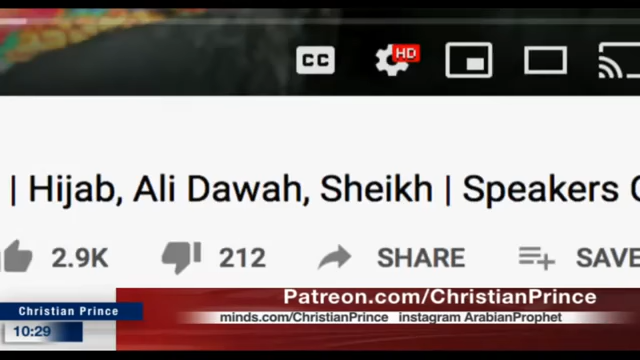 CC HD
| Hijab, Ali Dawah, Sheikh | Speakers
2.9K 212 SHARE SAVE
Patreon.com/ChristianPrince
Christian Prince
minds.com/ChristianPrince instagram ArabianProphet
10:29